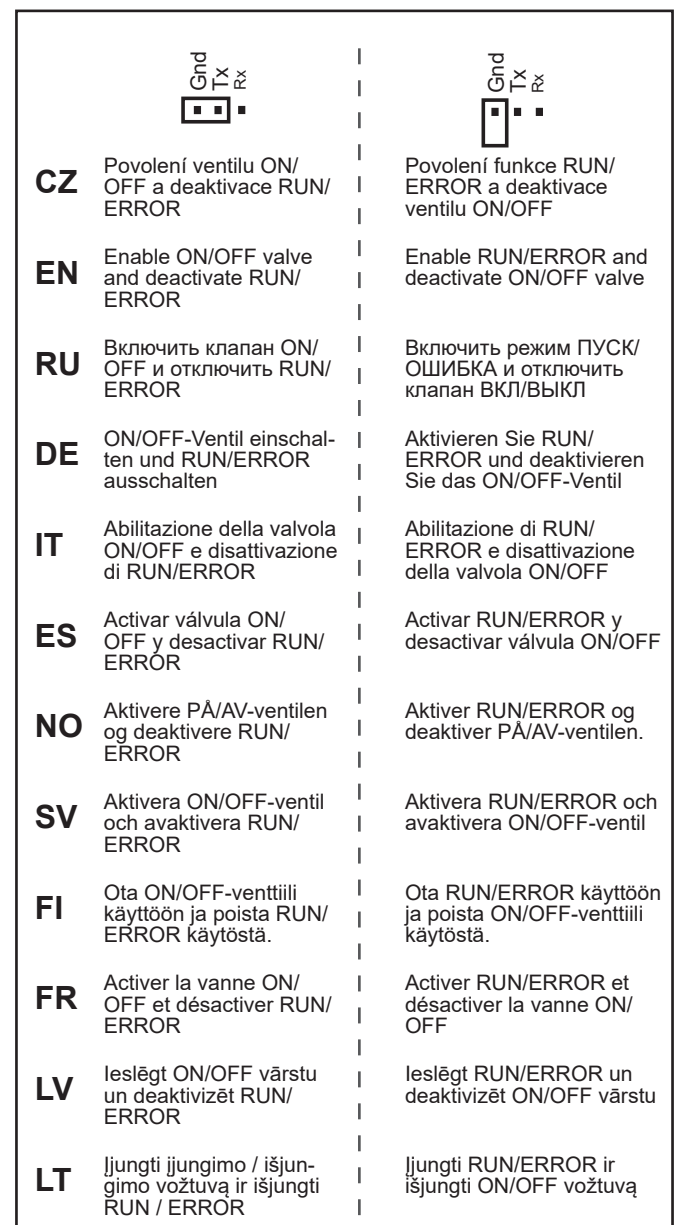 Gnd
Tx
Rx
Gnd
Tx
Rx
CZ
Povolení ventilu ON/
OFF a deaktivace RUN/
ERROR
Povolení funkce RUN/
ERROR a deaktivace
ventilu ON/OFF
EN
Enable ON/OFF valve
and deactivate RUN/
ERROR
Enable RUN/ERROR and
deactivate ON/OFF valve
RU
Включить клапан ON/
OFF и отключить RUN/
ERROR
Включить режим ПУСК/
ОШИБКА и отключить
клапан ВКЛ/ВЫКЛ
DE
ON/OFF-Ventil einschal-
ten und RUN/ERROR
ausschalten
Aktivieren Sie RUN/
ERROR und deaktivieren
Sie das ON/OFF-Ventil
IT
Abilitazione della valvola
ON/OFF e disattivazione
di RUN/ERROR
Abilitazione di RUN/
ERROR e disattivazione
della valvola ON/OFF
ES
Activar válvula ON/
OFF y desactivar RUN/
ERROR
Activar RUN/ERROR y
desactivar válvula ON/OFF
NO
Aktivere PÅ/AV-ventilen
og deaktivere RUN/
ERROR
Aktiver RUN/ERROR og
deaktiver PÅ/AV-ventilen.
SV
Aktivera ON/OFF-ventil
och avaktivera RUN/
ERROR
Aktivera RUN/ERROR och
avaktivera ON/OFF-ventil
FI
Ota ON/OFF-venttiili
käyttöön ja poista RUN/
ERROR käytöstä.
Ota RUN/ERROR käyttöön
ja poista ON/OFF-venttiili
käytöstä.
FR
Activer la vanne ON/
OFF et désactiver RUN/
ERROR
Activer RUN/ERROR et
désactiver la vanne ON/
OFF
LV
Ieslēgt ON/OFF vārstu
un deaktivizēt RUN/
ERROR
Ieslēgt RUN/ERROR un
deaktivizēt ON/OFF vārstu
LT
Įjungti įjungimo / išjun-
gimo vožtuvą ir išjungti
RUN / ERROR
Įjungti RUN/ERROR ir
išjungti ON/OFF vožtuvą